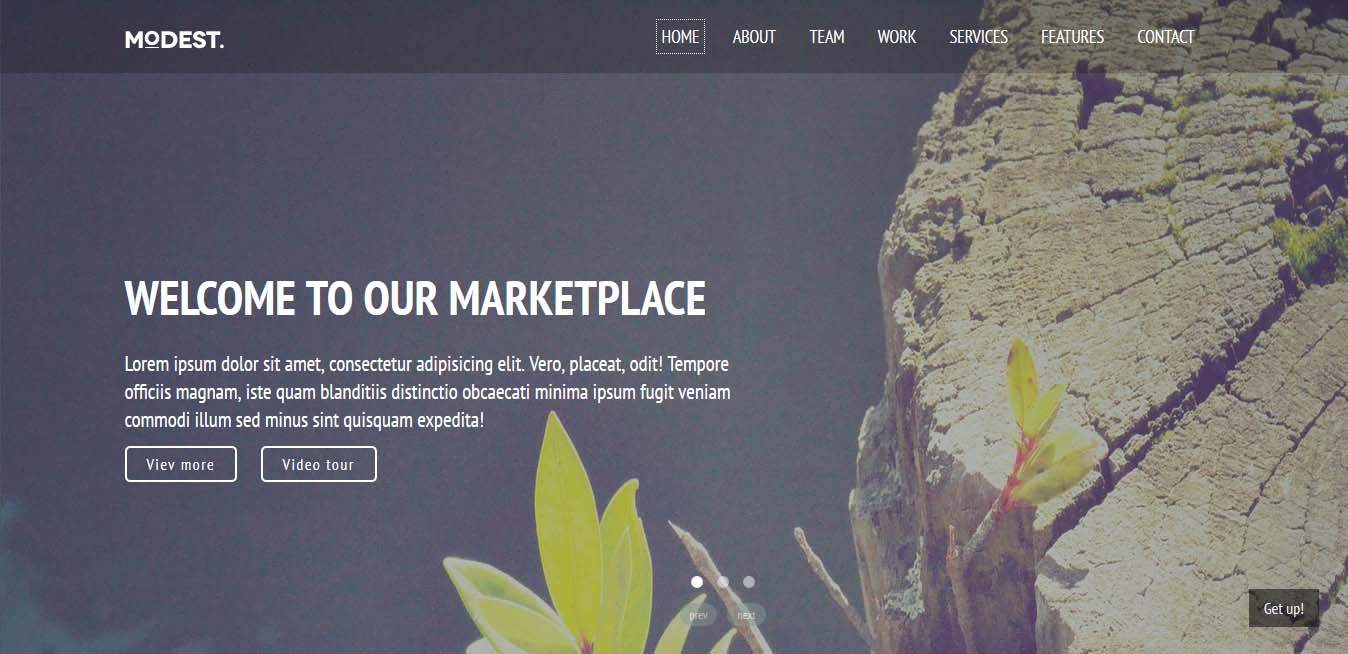 MODEST.
HOME ABOUT TEAM WORK SERVICES FEATURES CONTACT
WELCOME TO OUR MARKETPLACE
Lorem ipsum dolor sit amet, consectetur adipisicing elit. Vero, placeat, odit! Tempore
officiis magnam, iste quam blanditiis distinctio obcaecati minima ipsum fugit veniam
commodi illum sed minus sint quisquam expedita!
Viev more Video tour
prev next
Get up!